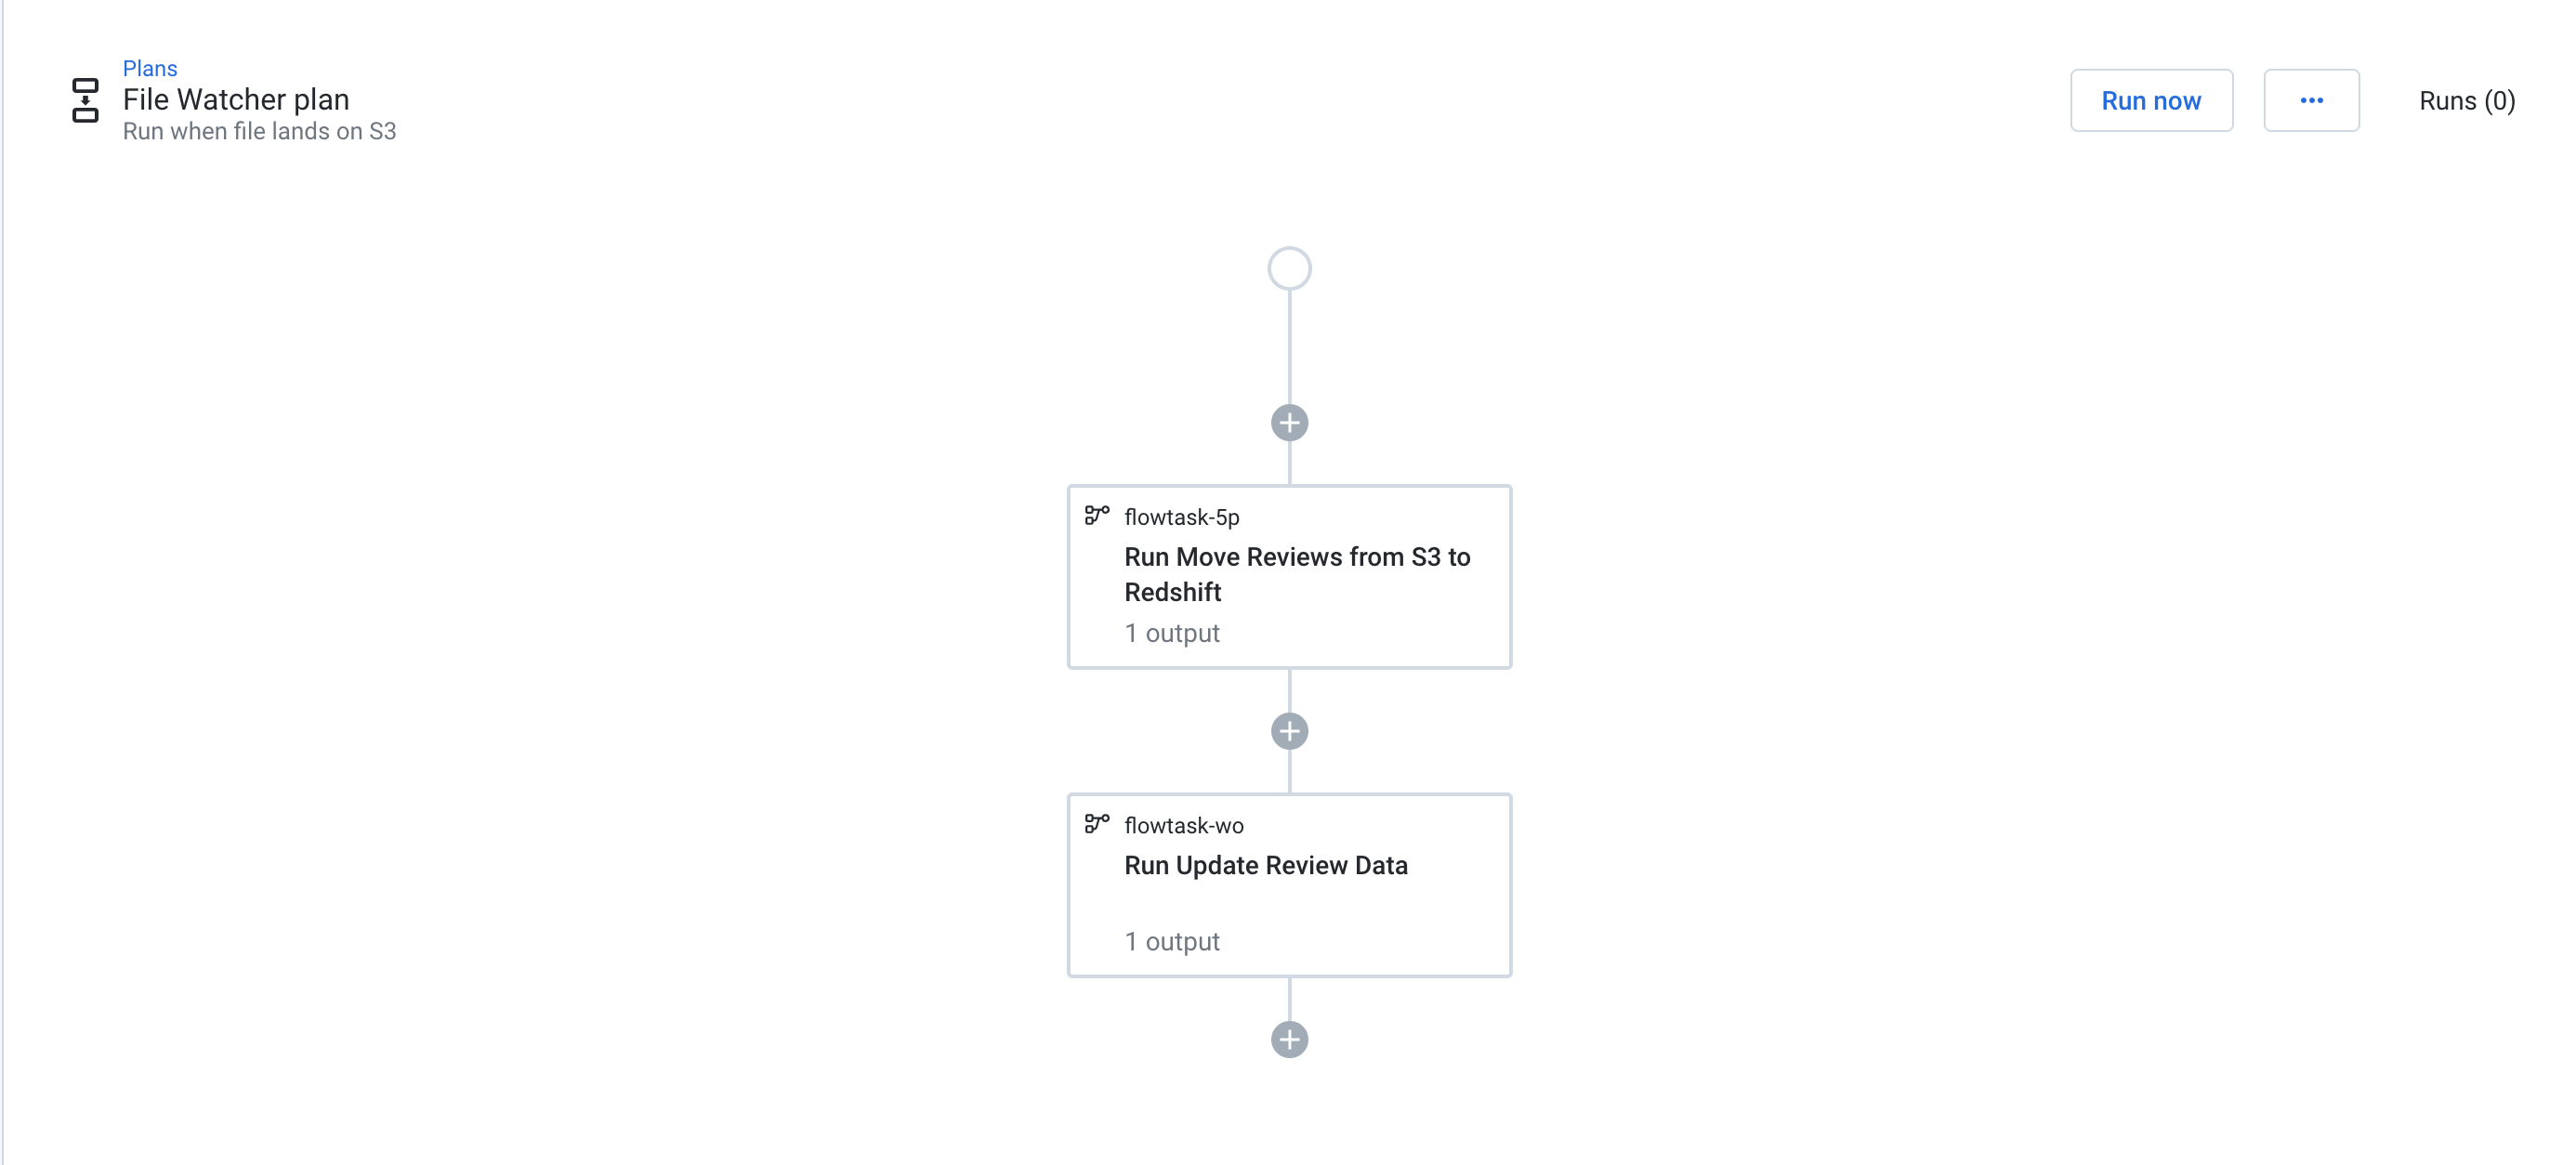 Plans
File Watcher plan
Run when file lands on S3
Run now
Runs (0)
flowtask-5p
Run Move Reviews from S3 to
Redshift
1 output
flowtask-wo
Run Update Review Data
1 output